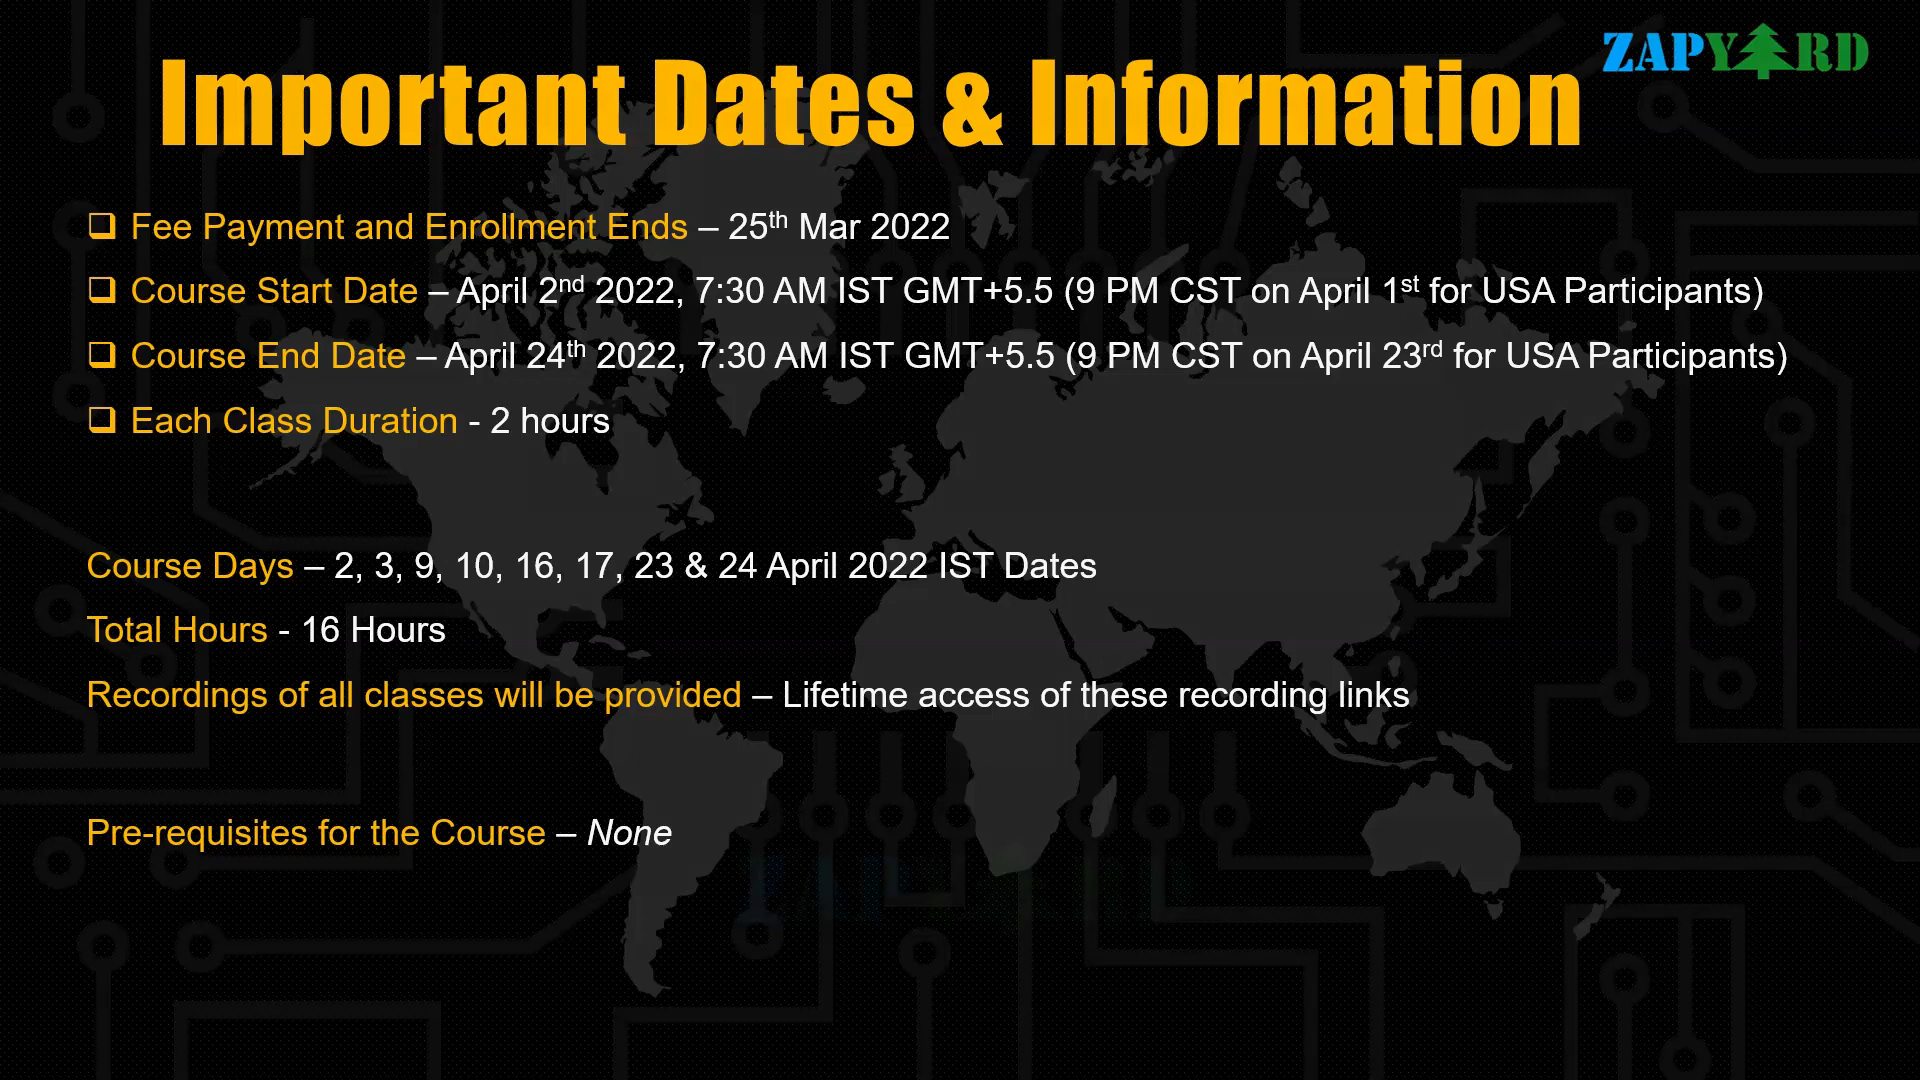 ZAPYARD
Important Dates & Information
❑ Fee Payment and Enrollment Ends – 25th Mar 2022
❑ Course Start Date – April 2nd 2022, 7:30 AM IST GMT+5.5 (9 PM CST on April 1st for USA Participants)
❑ Course End Date – April 24th 2022, 7:30 AM IST GMT+5.5 (9 PM CST on April 23rd for USA Participants)
❑ Each Class Duration - 2 hours
Course Days – 2, 3, 9, 10, 16, 17, 23 & 24 April 2022 IST Dates
Total Hours - 16 Hours
Recordings of all classes will be provided – Lifetime access of these recording links
Pre-requisites for the Course – None